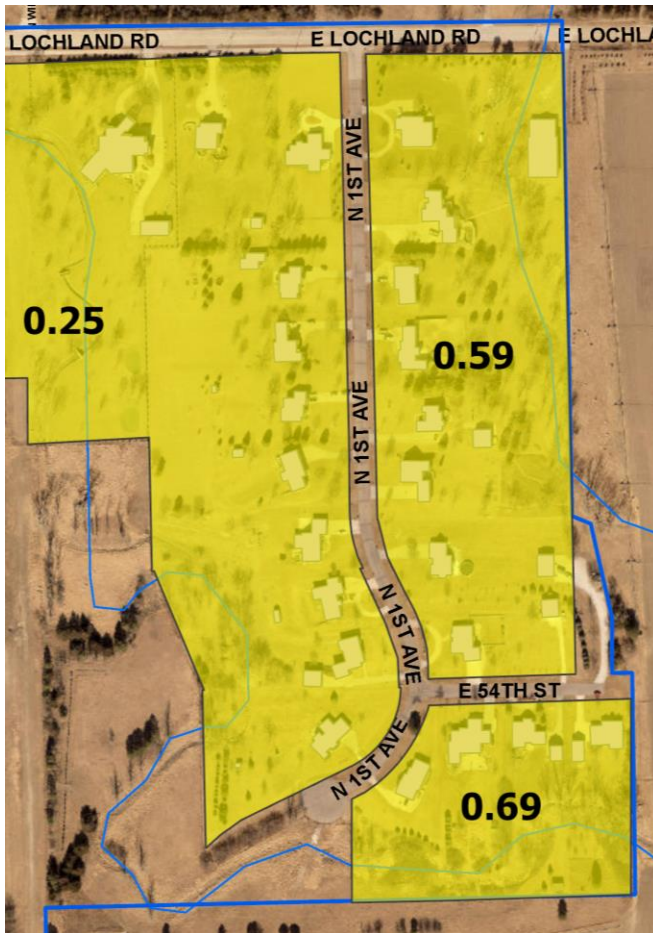 LOCHLAND RD
E LOCHLAND RD
E LOCHLA
N 1ST AVE
0.25
0.59
N 1ST AVE
N 1ST AVE
E 54TH ST
N 1ST AVE
0.69